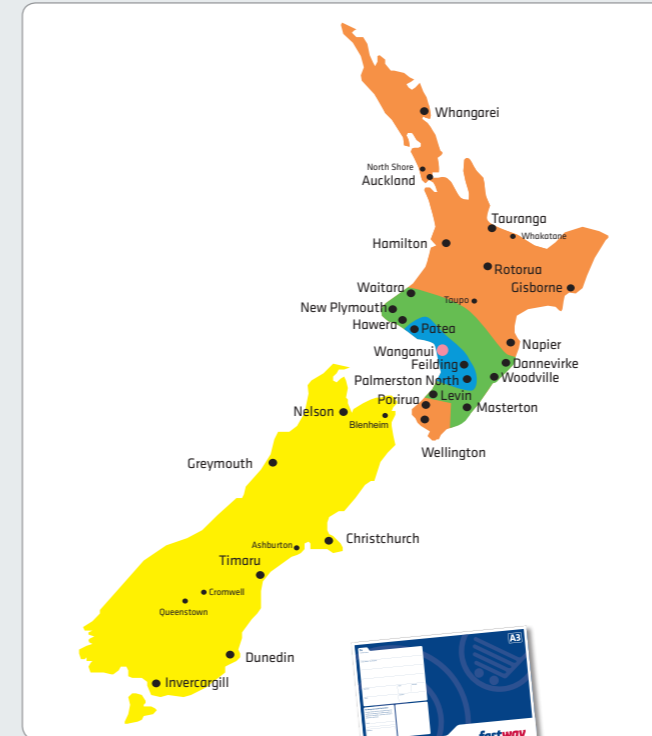 Whangarei
North Shore
Auckland
Tauranga
Whakatane
Hamilton
Rotorua
Gisborne
Waitara
Taupo
New Plymouth
Hawera
Patea
Napier
Wanganui
Dannevirke
Feilding
Woodville
Palmerston North
Levin
Porirua
Masterton
Nelson
Blenheim
Wellington
Greymouth
Christchurch
Ashburton
Timaru
Cromwell
Queenstown
Dunedin
Invercargill
A3
fastway